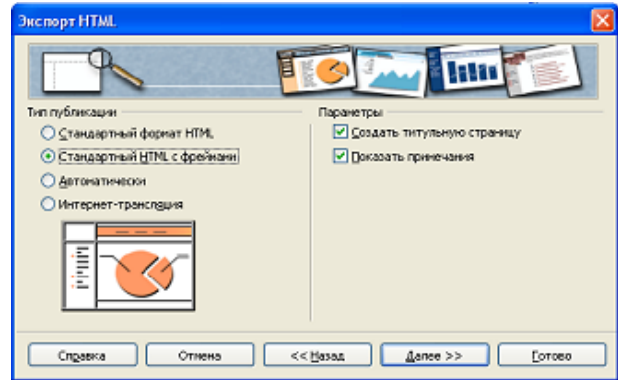 Экспорт HTML
Тип публикации
Стандартный формат HTML
Стандартный HTML с фреймами
Автоматически
Интернет-трансляция
Параметры
Создать титульную страницу
Показать примечания
Справка
Отмена
<< Назад
Далее >>
Готово